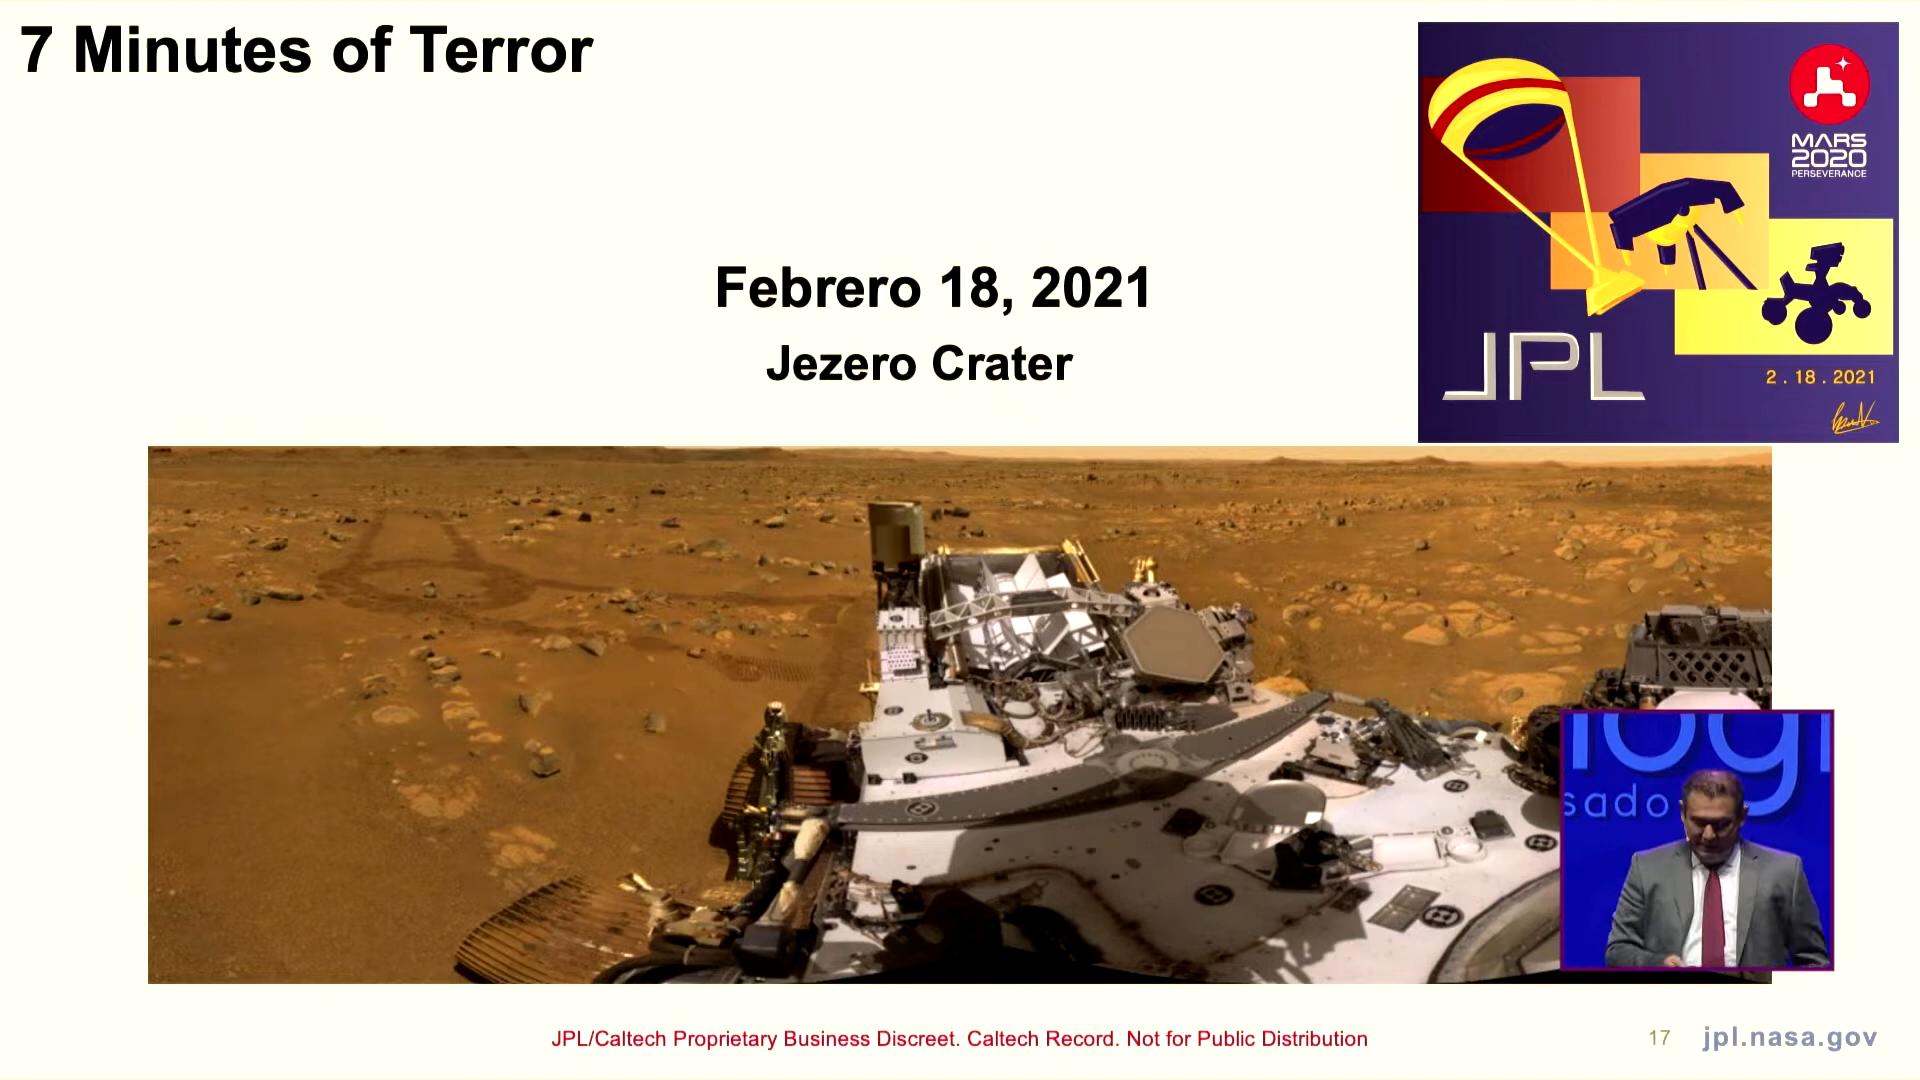 7 Minutes of Terror
MARS
2020
PERSEVERANCE
Febrero 18, 2021
Jezero Crater
JPL
2.18.2021
sado
JPL/Caltech Proprietary Business Discreet. Caltech Record. Not for Public Distribution
17
jpl.nasa.gov